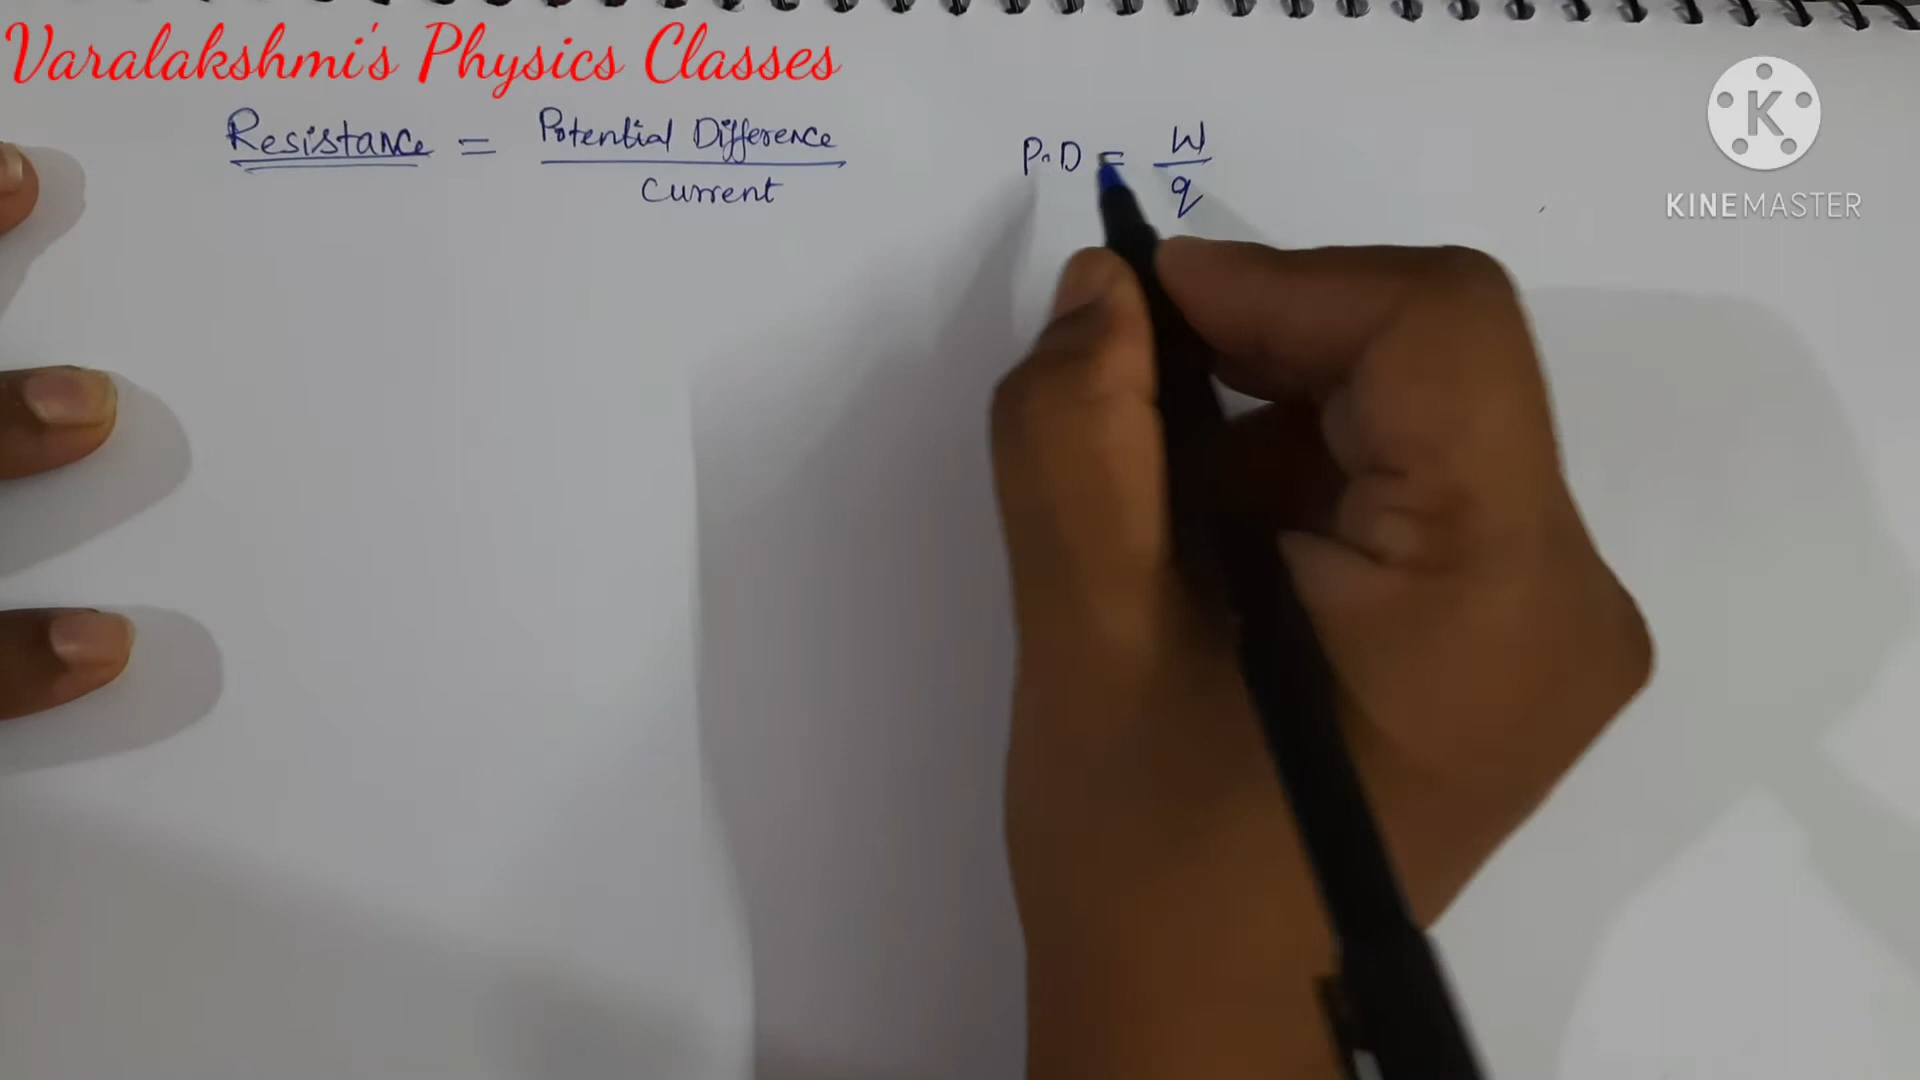 Varalakshmi's Physics Classes
Resistance = Potential Difference / Current
P.D = W / q
K
KINEMASTER